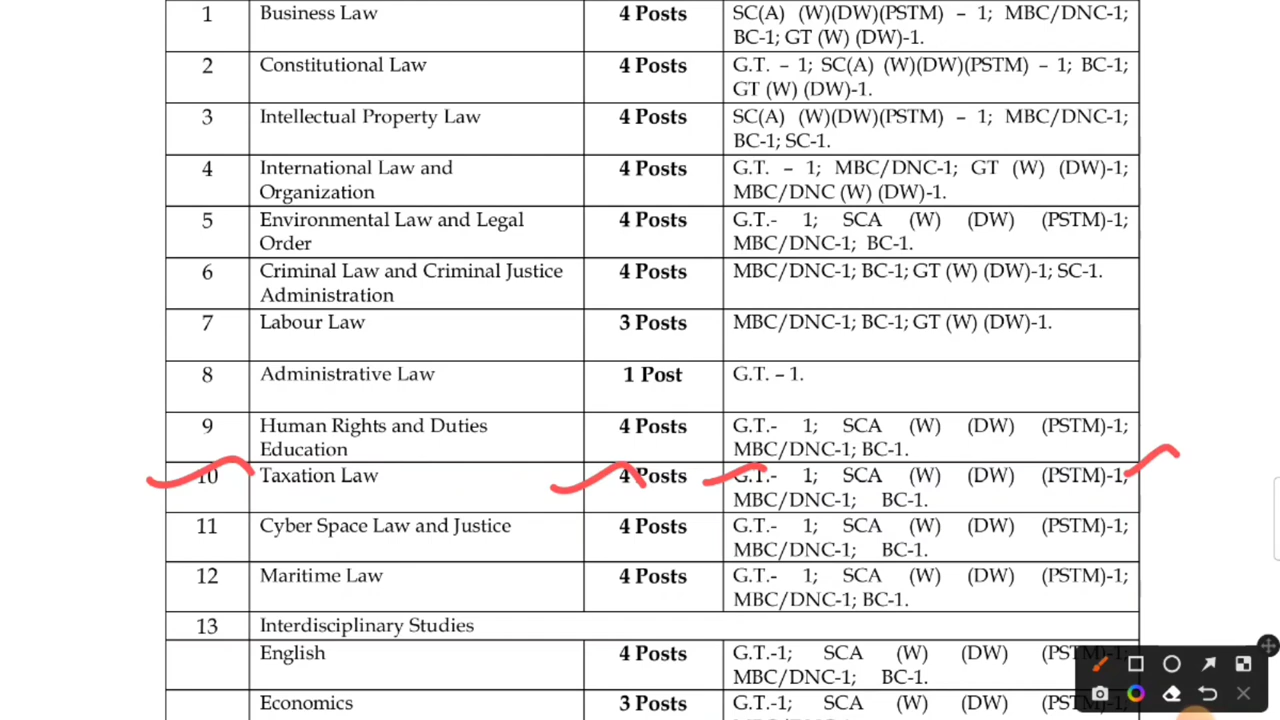 1 Business Law 4 Posts SC(A) (W)(DW)(PSTM) – 1; MBC/DNC-1;
BC-1; GT (W) (DW)-1.
2 Constitutional Law 4 Posts G.T. – 1; SC(A) (W)(DW)(PSTM) – 1; BC-1;
GT (W) (DW)-1.
3 Intellectual Property Law 4 Posts SC(A) (W)(DW)(PSTM) – 1; MBC/DNC-1;
BC-1; SC-1.
4 International Law and 4 Posts G.T. – 1; MBC/DNC-1; GT (W) (DW)-1;
Organization MBC/DNC (W) (DW)-1.
5 Environmental Law and Legal 4 Posts G.T.- 1; SCA (W) (DW) (PSTM)-1;
Order MBC/DNC-1; BC-1.
6 Criminal Law and Criminal Justice 4 Posts MBC/DNC-1; BC-1; GT (W) (DW)-1; SC-1.
Administration
7 Labour Law 3 Posts MBC/DNC-1; BC-1; GT (W) (DW)-1.
8 Administrative Law 1 Post G.T. – 1.
9 Human Rights and Duties 4 Posts G.T.- 1; SCA (W) (DW) (PSTM)-1;
Education MBC/DNC-1; BC-1.
10 Taxation Law 4 Posts G.T.- 1; SCA (W) (DW) (PSTM)-1;
MBC/DNC-1; BC-1.
11 Cyber Space Law and Justice 4 Posts G.T.- 1; SCA (W) (DW) (PSTM)-1;
MBC/DNC-1; BC-1.
12 Maritime Law 4 Posts G.T.- 1; SCA (W) (DW) (PSTM)-1;
MBC/DNC-1; BC-1.
13 Interdisciplinary Studies
English 4 Posts G.T.-1; SCA (W) (DW) (PSTM)-1;
MBC/DNC-1; BC-1.
Economics 3 Posts G.T.-1; SCA (W) (DW)